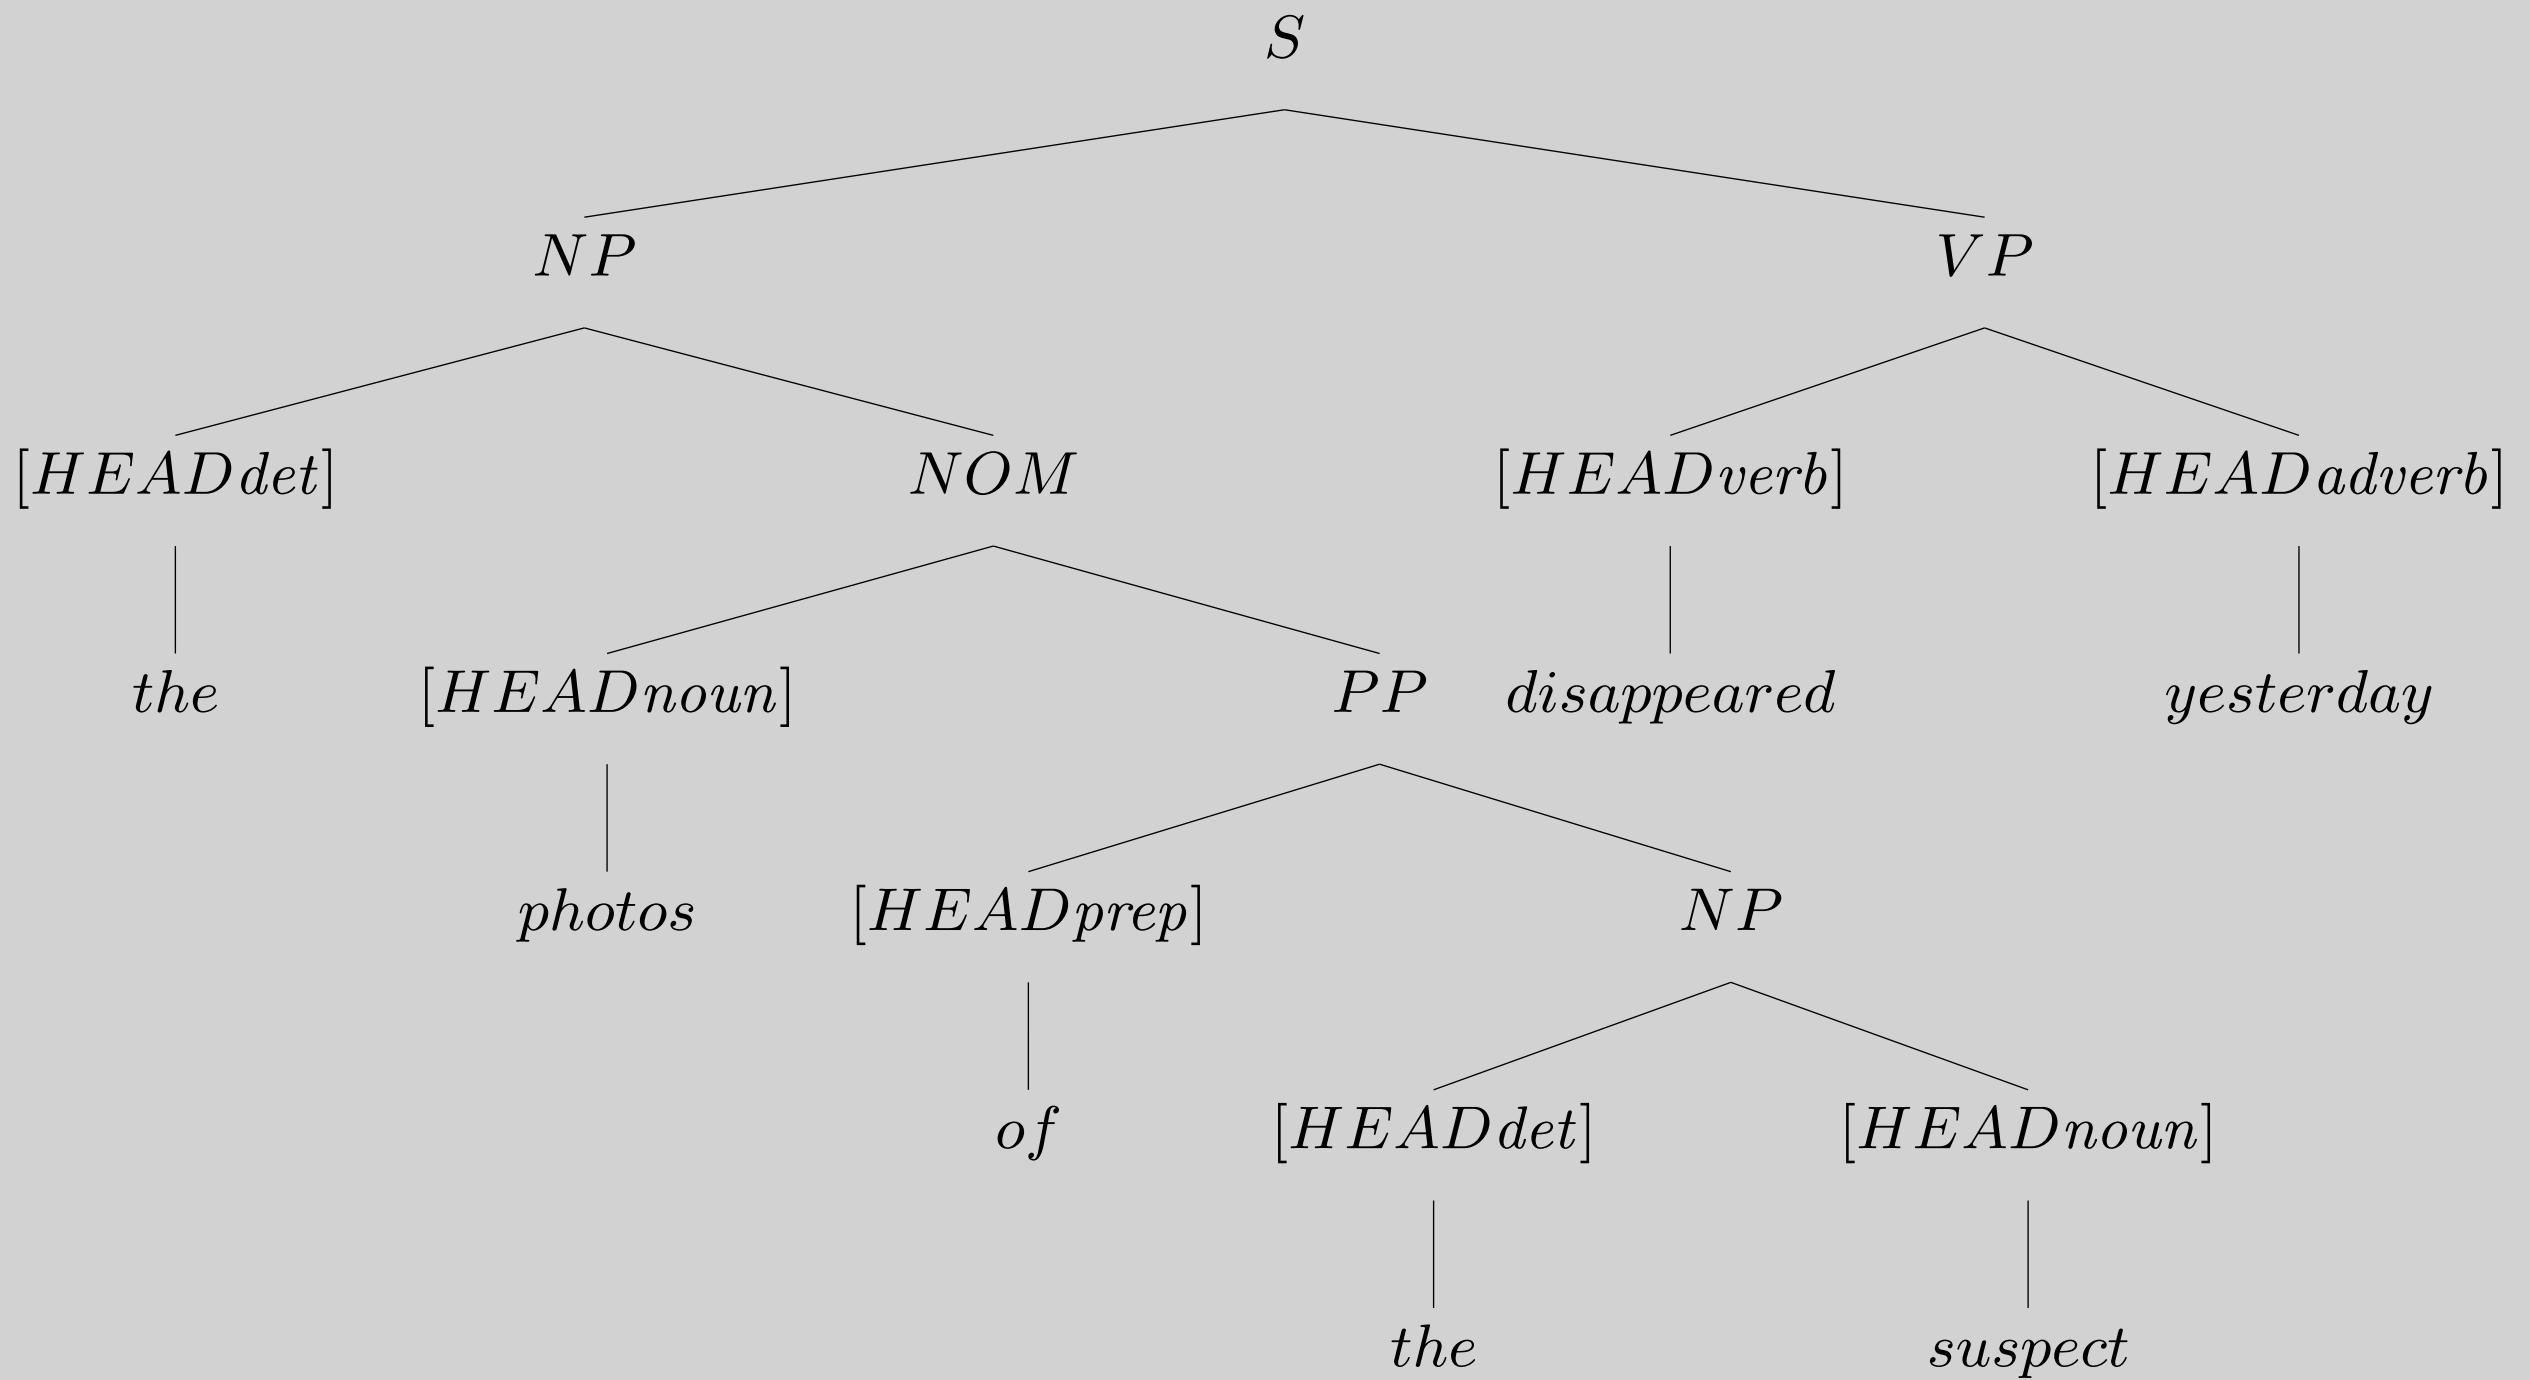 S
NP VP
[HEADdet] NOM [HEADverb] [HEADadverb]
the [HEADnoun] PP disappeared yesterday
photos [HEADprep] NP
of [HEADdet] [HEADnoun]
the suspect